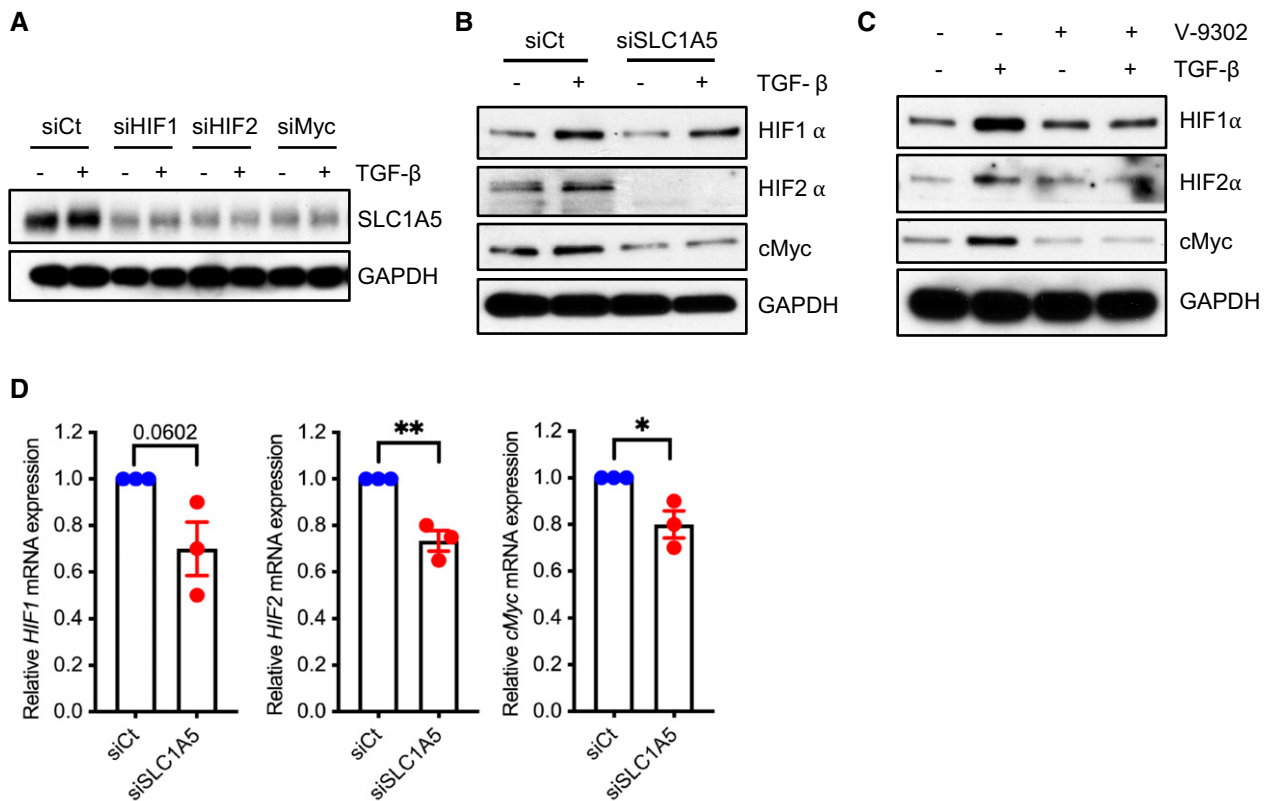 A
siCt siHIF1 siHIF2 siMyc
- + - + - + - + TGF-β
SLC1A5
GAPDH
B
siCt siSLC1A5
- + - + TGF- β
HIF1 α
HIF2 α
cMyc
GAPDH
C
- - + + V-9302
- + - + TGF-β
HIF1α
HIF2α
cMyc
GAPDH
D
Relative HIF1 mRNA expression
1.2
1.0
0.8
0.6
0.4
0.2
0.0
0.0602
siCt
siSLC1A5
Relative HIF2 mRNA expression
1.2
1.0
0.8
0.6
0.4
0.2
0.0
**
siCt
siSLC1A5
Relative cMyc mRNA expression
1.2
1.0
0.8
0.6
0.4
0.2
0.0
*
siCt
siSLC1A5